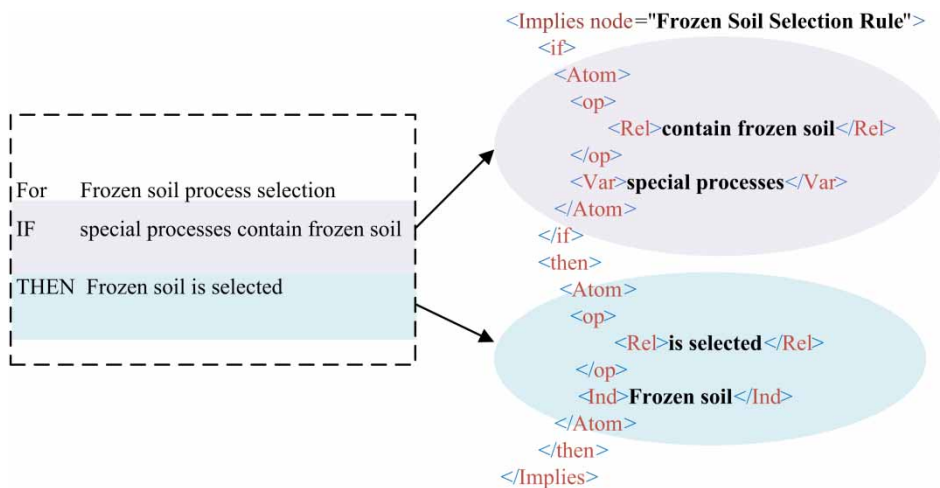 For Frozen soil process selection
IF special processes contain frozen soil
THEN Frozen soil is selected
<Implies node="Frozen Soil Selection Rule">
<if>
<Atom>
<op>
<Rel>contain frozen soil</Rel>
</op>
<Var>special processes</Var>
</Atom>
</if>
<then>
<Atom>
<op>
<Rel>is selected</Rel>
</op>
<Ind>Frozen soil</Ind>
</Atom>
</then>
</Implies>